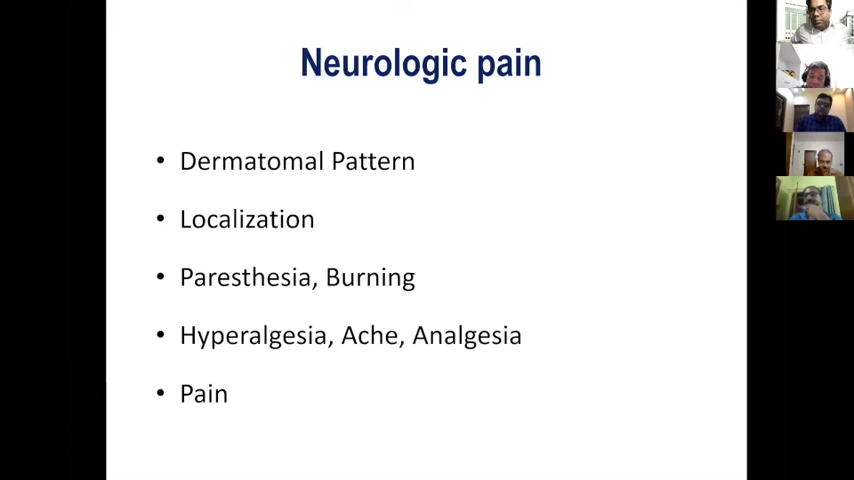 Neurologic pain
• Dermatomal Pattern
• Localization
• Paresthesia, Burning
• Hyperalgesia, Ache, Analgesia
• Pain